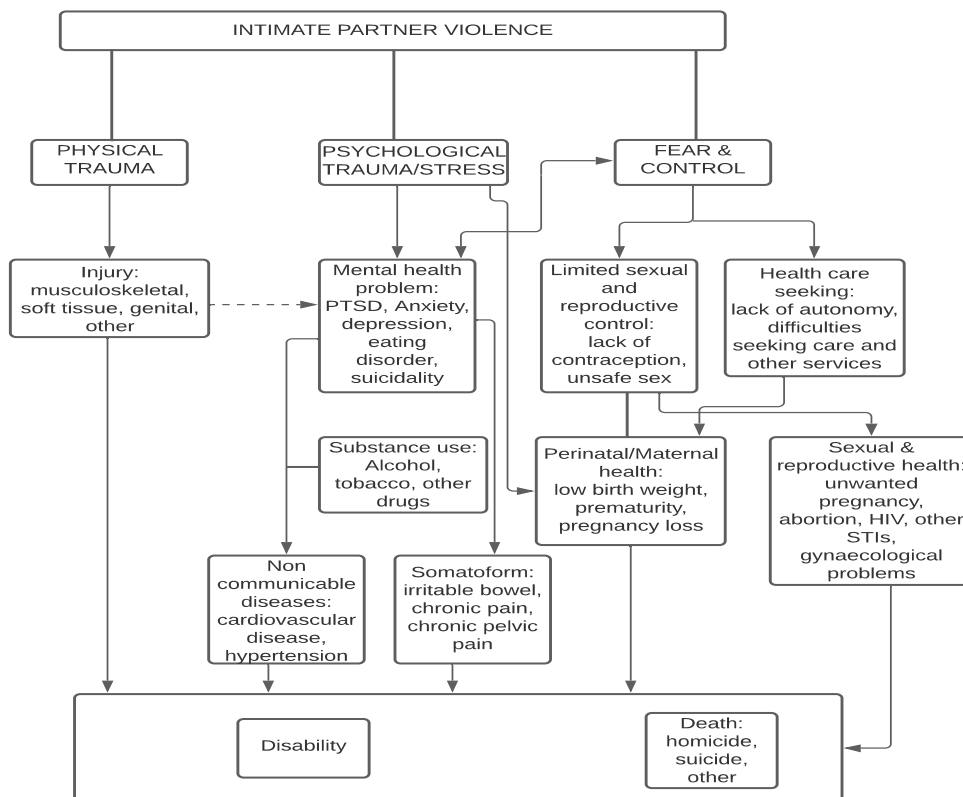 INTIMATE PARTNER VIOLENCE
PHYSICAL
TRAUMA
PSYCHOLOGICAL
TRAUMA/STRESS
FEAR &
CONTROL
Injury:
musculoskeletal,
soft tissue, genital,
other
Mental health
problem:
PTSD, Anxiety,
depression,
eating
disorder,
suicidality
Limited sexual
and
reproductive
control:
lack of
contraception,
unsafe sex
Health care
seeking:
lack of autonomy,
difficulties
seeking care and
other services
Substance use:
Alcohol,
tobacco, other
drugs
Perinatal/Maternal
health:
low birth weight,
prematurity,
pregnancy loss
Sexual &
reproductive health:
unwanted
pregnancy,
abortion, HIV, other
STIs,
gynaecological
problems
Non
communicable
diseases:
cardiovascular
disease,
hypertension
Somatoform:
irritable bowel,
chronic pain,
chronic pelvic
pain
Disability
Death:
homicide,
suicide,
other